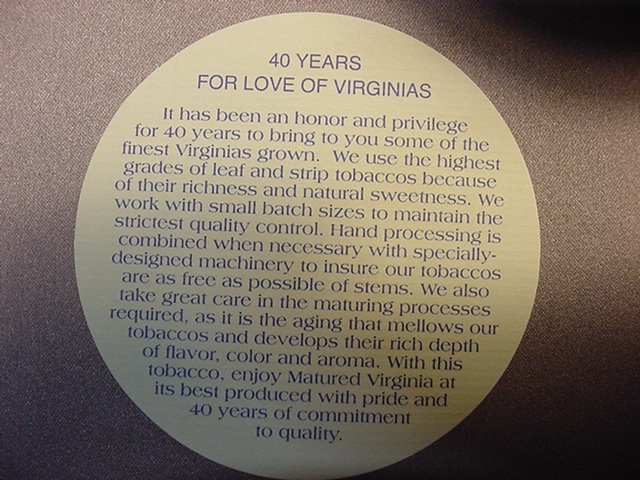 40 YEARS
FOR LOVE OF VIRGINIAS
It has been an honor and privilege
for 40 years to bring to you some of the
finest Virginias grown. We use the highest
grades of leaf and strip tobaccos because
of their richness and natural sweetness. We
work with small batch sizes to maintain the
strictest quality control. Hand processing is
combined when necessary with specially-
designed machinery to insure our tobaccos
are as free as possible of stems. We also
take great care in the maturing processes
required, as it is the aging that mellows our
tobaccos and develops their rich depth
of flavor, color and aroma. With this
tobacco, enjoy Matured Virginia at
its best produced with pride and
40 years of commitment
to quality.